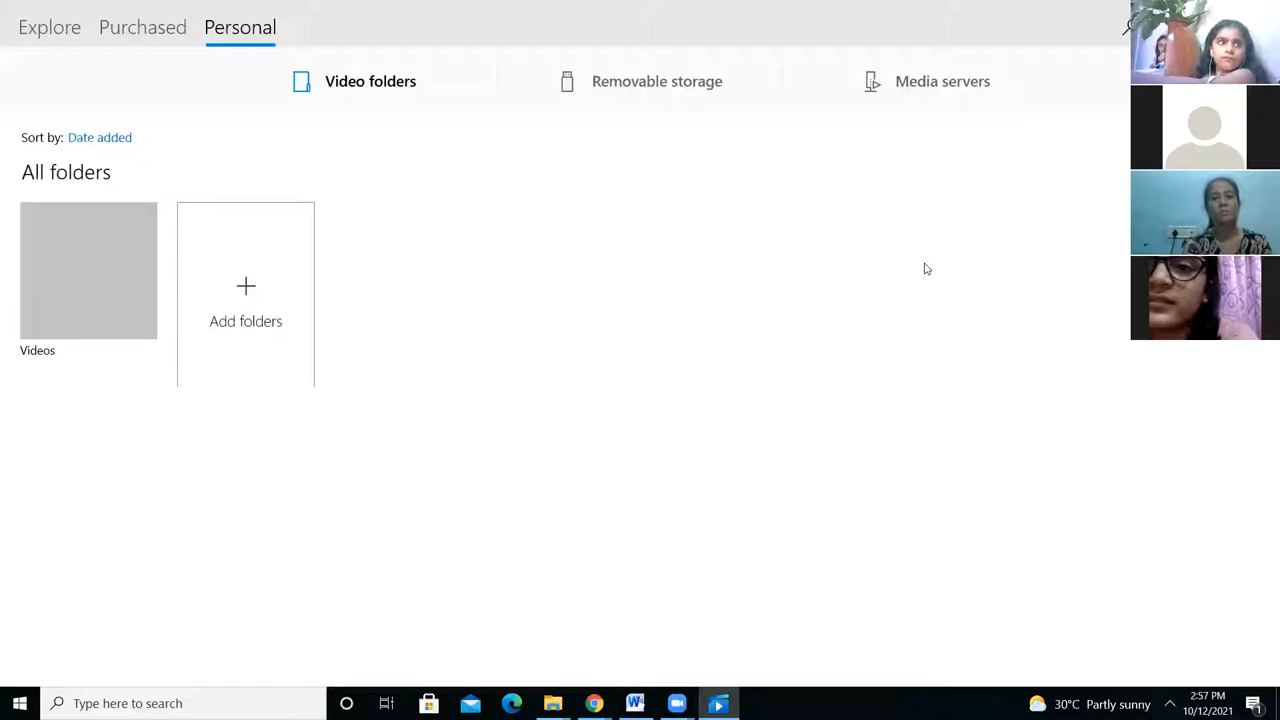 Explore Purchased Personal
Video folders Removable storage Media servers
Sort by: Date added
All folders
+
Add folders
Videos
Type here to search
30°C Partly sunny
2:57 PM
10/12/2021
1